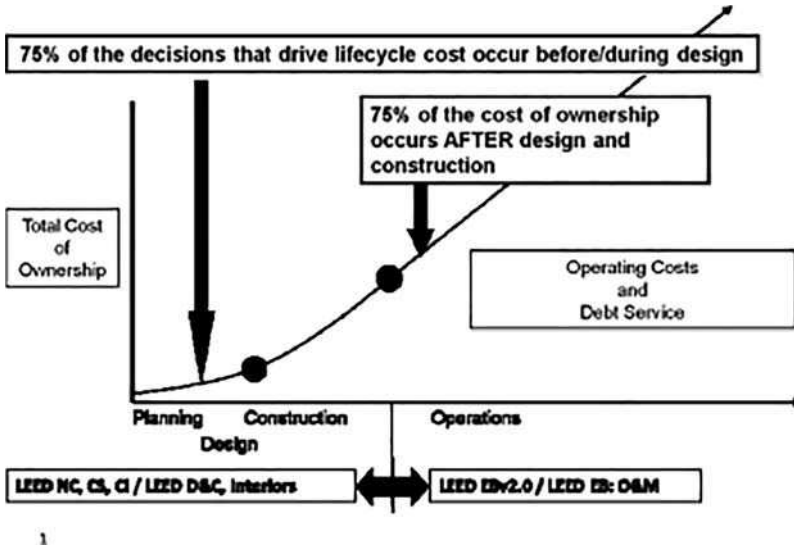 75% of the decisions that drive lifecycle cost occur before/during design
75% of the cost of ownership
occurs AFTER design and
construction
Total Cost
of
Ownership
Operating Costs
and
Debt Service
Planning Construction Operations
Design
LEED NC, CS, CI / LEED D&C, Interiors
LEED EBv2.0 / LEED EB: O&M
1